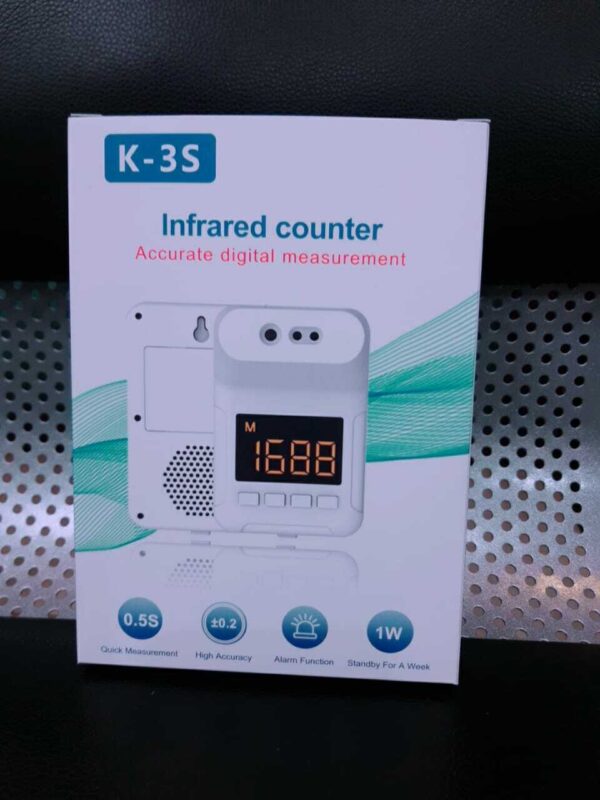 K-3S
Infrared counter
Accurate digital measurement
M
1688
0.5S
±0.2
1W
Quick Measurement
High Accuracy
Alarm Function
Standby For A Week